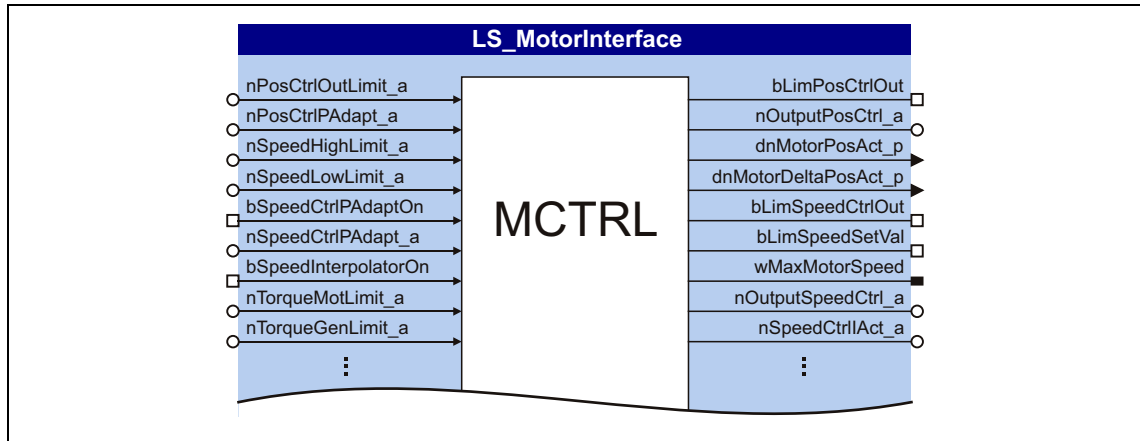 LS_MotorInterface
nPosCtrlOutLimit_a
nPosCtrlPAdapt_a
nSpeedHighLimit_a
nSpeedLowLimit_a
bSpeedCtrlPAdaptOn
nSpeedCtrlPAdapt_a
bSpeedInterpolatorOn
nTorqueMotLimit_a
nTorqueGenLimit_a
MCTRL
bLimPosCtrlOut
nOutputPosCtrl_a
dnMotorPosAct_p
dnMotorDeltaPosAct_p
bLimSpeedCtrlOut
bLimSpeedSetVal
wMaxMotorSpeed
nOutputSpeedCtrl_a
nSpeedCtrlIAct_a